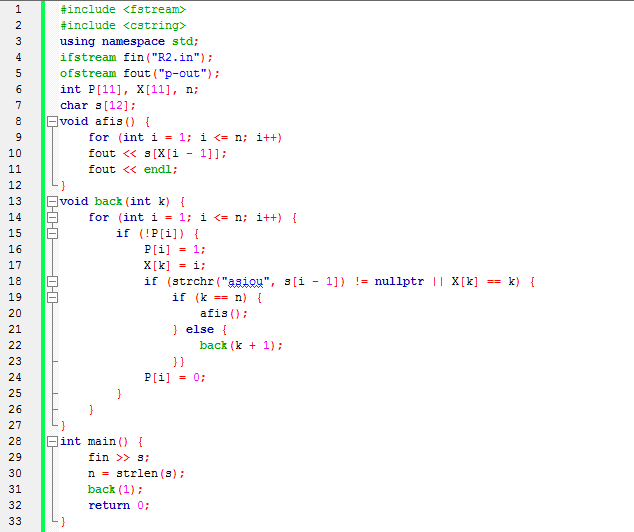 1 #include <fstream>
2 #include <cstring>
3 using namespace std;
4 ifstream fin("R2.in");
5 ofstream fout("p-out");
6 int P[11], X[11], n;
7 char s[12];
8 void afis() {
9 for (int i = 1; i <= n; i++)
10 fout << s[X[i - 1]];
11 fout << endl;
12 }
13 void back(int k) {
14 for (int i = 1; i <= n; i++) {
15 if (!P[i]) {
16 P[i] = 1;
17 X[k] = i;
18 if (strchr("asiou", s[i - 1]) != nullptr || X[k] == k) {
19 if (k == n) {
20 afis();
21 } else {
22 back(k + 1);
23 }}
24 P[i] = 0;
25 }
26 }
27 }
28 int main() {
29 fin >> s;
30 n = strlen(s);
31 back(1);
32 return 0;
33 }